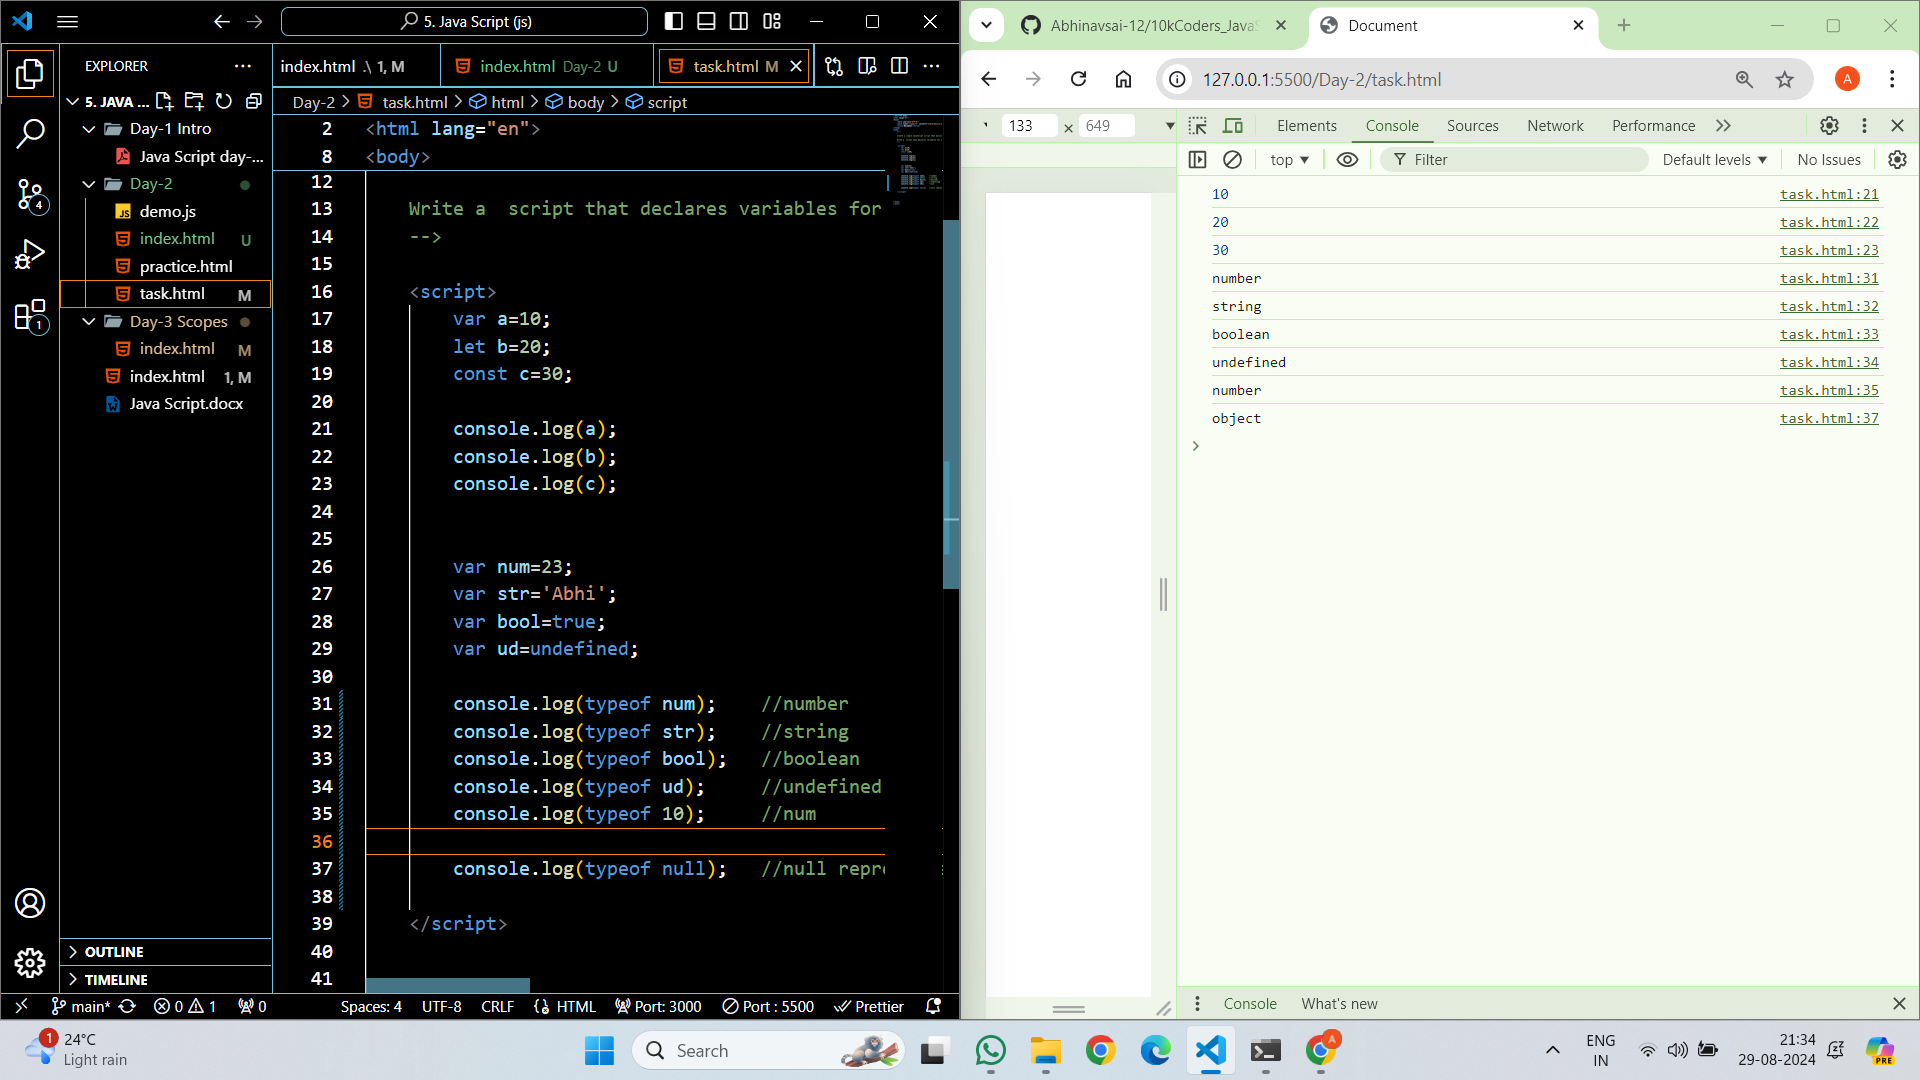 5. Java Script (js)
EXPLORER
5. JAVA ...
Day-1 Intro
Java Script day-...
Day-2
demo.js
index.html U
practice.html
task.html M
Day-3 Scopes
index.html M
index.html 1, M
Java Script.docx
OUTLINE
TIMELINE
4
1
index.html .\ 1, M
index.html Day-2 U
task.html M
Day-2 > task.html > html > body > script
2 <html lang="en">
8 <body>
12
13 Write a  script that declares variables for
14 -->
15
16 <script>
17 var a=10;
18 let b=20;
19 const c=30;
20
21 console.log(a);
22 console.log(b);
23 console.log(c);
24
25
26 var num=23;
27 var str='Abhi';
28 var bool=true;
29 var ud=undefined;
30
31 console.log(typeof num); //number
32 console.log(typeof str); //string
33 console.log(typeof bool); //boolean
34 console.log(typeof ud); //undefined
35 console.log(typeof 10); //num
36
37 console.log(typeof null); //null repr
38
39 </script>
40
41
main* 0 1 0 Spaces: 4 UTF-8 CRLF HTML Port: 3000 Port : 5500 Prettier
Abhinavsai-12/10kCoders_JavaS
Document
127.0.0.1:5500/Day-2/task.html
A
133 × 649
Elements Console Sources Network Performance
top Filter Default levels No Issues
10 task.html:21
20 task.html:22
30 task.html:23
number task.html:31
string task.html:32
boolean task.html:33
undefined task.html:34
number task.html:35
object task.html:37
Console What's new
1
24°C
Light rain
Search
A
ENG
IN
21:34
29-08-2024
PRE